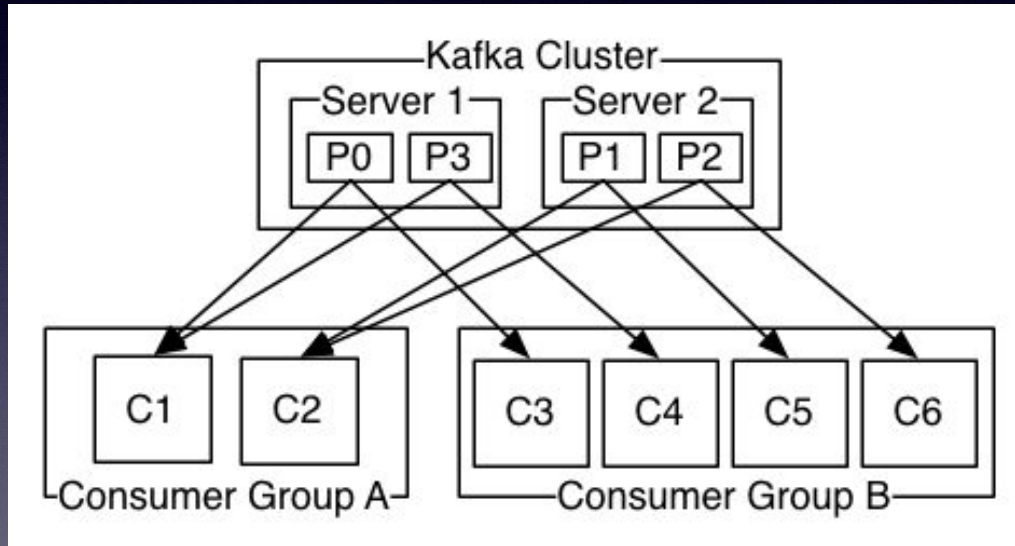 Kafka Cluster
Server 1
Server 2
P0
P3
P1
P2
C1
C2
C3
C4
C5
C6
Consumer Group A
Consumer Group B